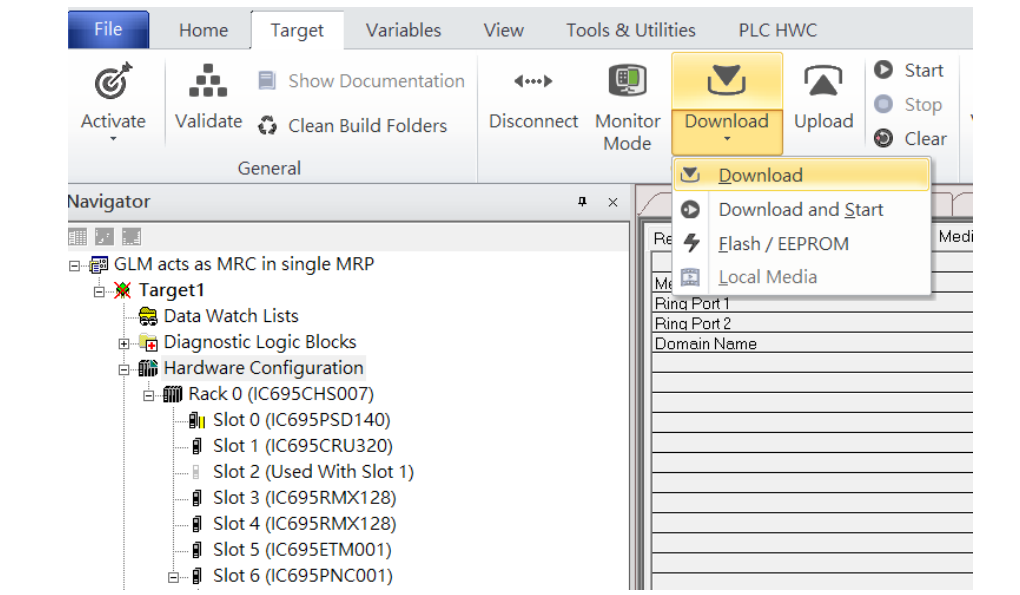 File Home Target Variables View Tools & Utilities PLC HWC
Show Documentation Start
Stop
Activate Validate Clean Build Folders Disconnect Monitor Mode Download Upload Clear
General
Download
Navigator
Download and Start
Flash / EEPROM
Local Media
GLM acts as MRC in single MRP
Target1
Data Watch Lists
Diagnostic Logic Blocks
Hardware Configuration
Rack 0 (IC695CHS007)
Slot 0 (IC695PSD140)
Slot 1 (IC695CRU320)
Slot 2 (Used With Slot 1)
Slot 3 (IC695RMX128)
Slot 4 (IC695RMX128)
Slot 5 (IC695ETM001)
Slot 6 (IC695PNC001)
Ring Port 1
Ring Port 2
Domain Name